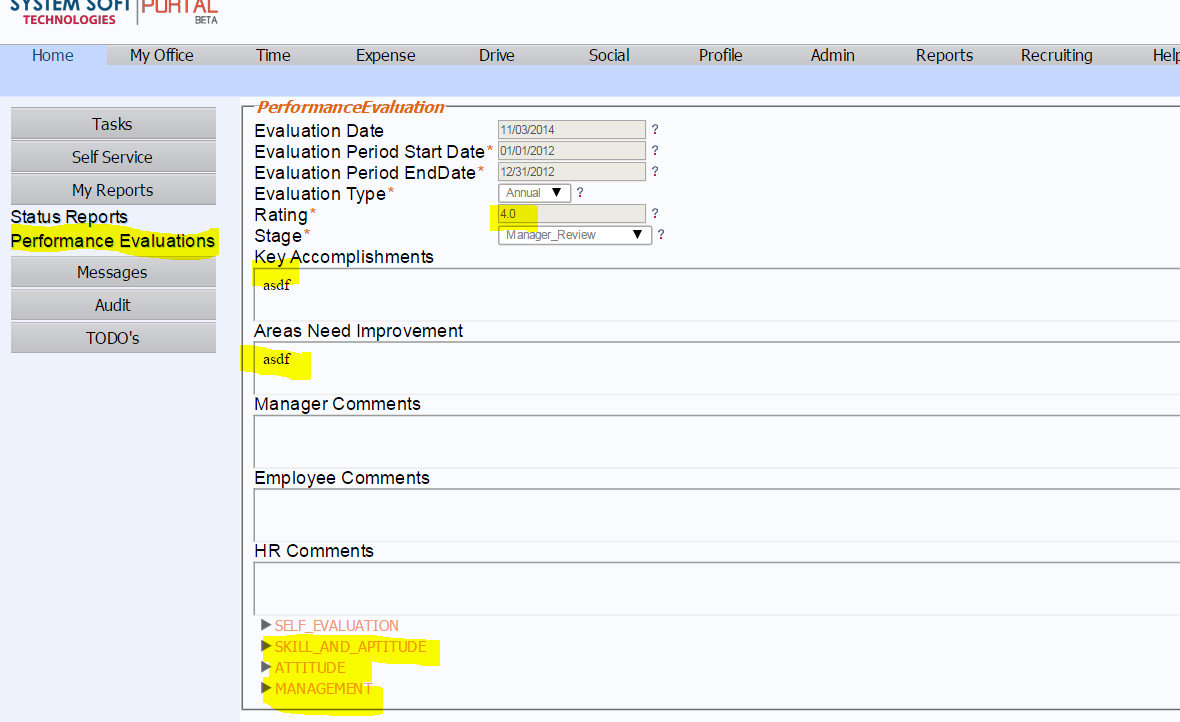 SYSTEM SOFT PORTAL
TECHNOLOGIES BETA
Home My Office Time Expense Drive Social Profile Admin Reports Recruiting Help
Tasks
Self Service
My Reports
Status Reports
Performance Evaluations
Messages
Audit
TODO's
PerformanceEvaluation
Evaluation Date 11/03/2014 ?
Evaluation Period Start Date* 01/01/2012 ?
Evaluation Period EndDate* 12/31/2012 ?
Evaluation Type* Annual ▼ ?
Rating* 4.0 ?
Stage* Manager_Review ▼ ?
Key Accomplishments
asdf
Areas Need Improvement
asdf
Manager Comments
Employee Comments
HR Comments
SELF_EVALUATION
SKILL_AND_APTITUDE
ATTITUDE
MANAGEMENT